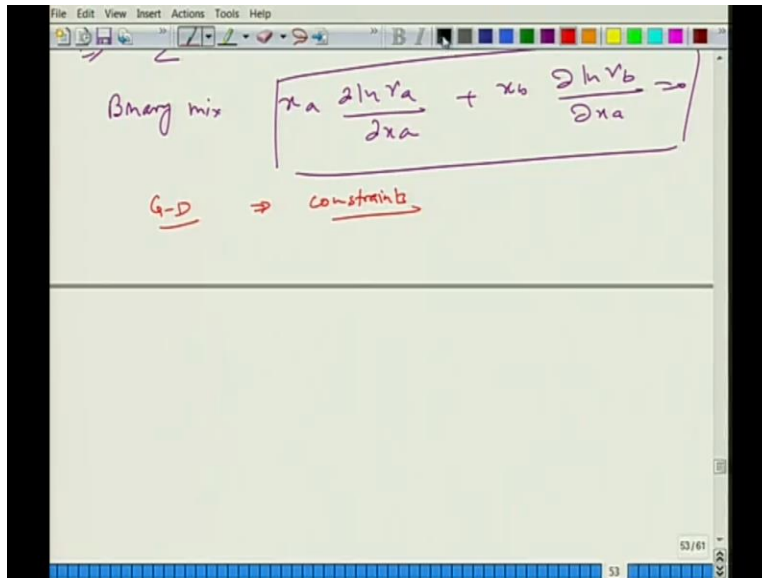 File Edit View Insert Actions Tools Help
Bmary mix xa ∂ln γa / ∂xa + xb ∂ln γb / ∂xa =0
G-D ⇒ constraints
53/61
53